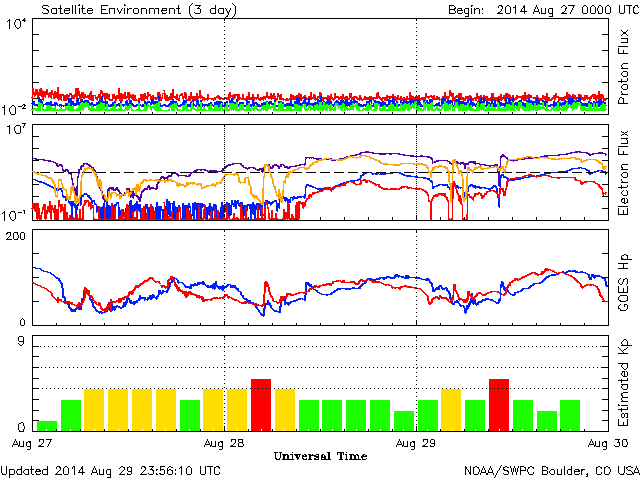 Satellite Environment (3 day) Begin: 2014 Aug 27 0000 UTC
10^4
10^-2
Proton Flux
10^7
10^-1
Electron Flux
200
0
GOES Hp
9
0
Estimated Kp
Aug 27 Aug 28 Aug 29 Aug 30
Universal Time
Updated 2014 Aug 29 23:56:10 UTC NOAA/SWPC Boulder, CO USA